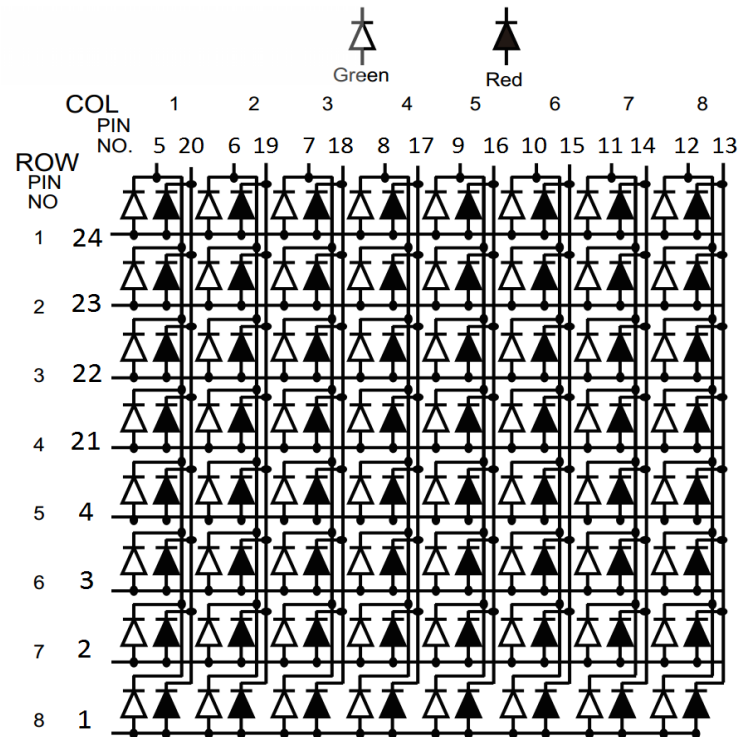 Green Red
COL 1 2 3 4 5 6 7 8
PIN
NO. 5 20 6 19 7 18 8 17 9 16 10 15 11 14 12 13
ROW
PIN
NO
1 24
2 23
3 22
4 21
5 4
6 3
7 2
8 1